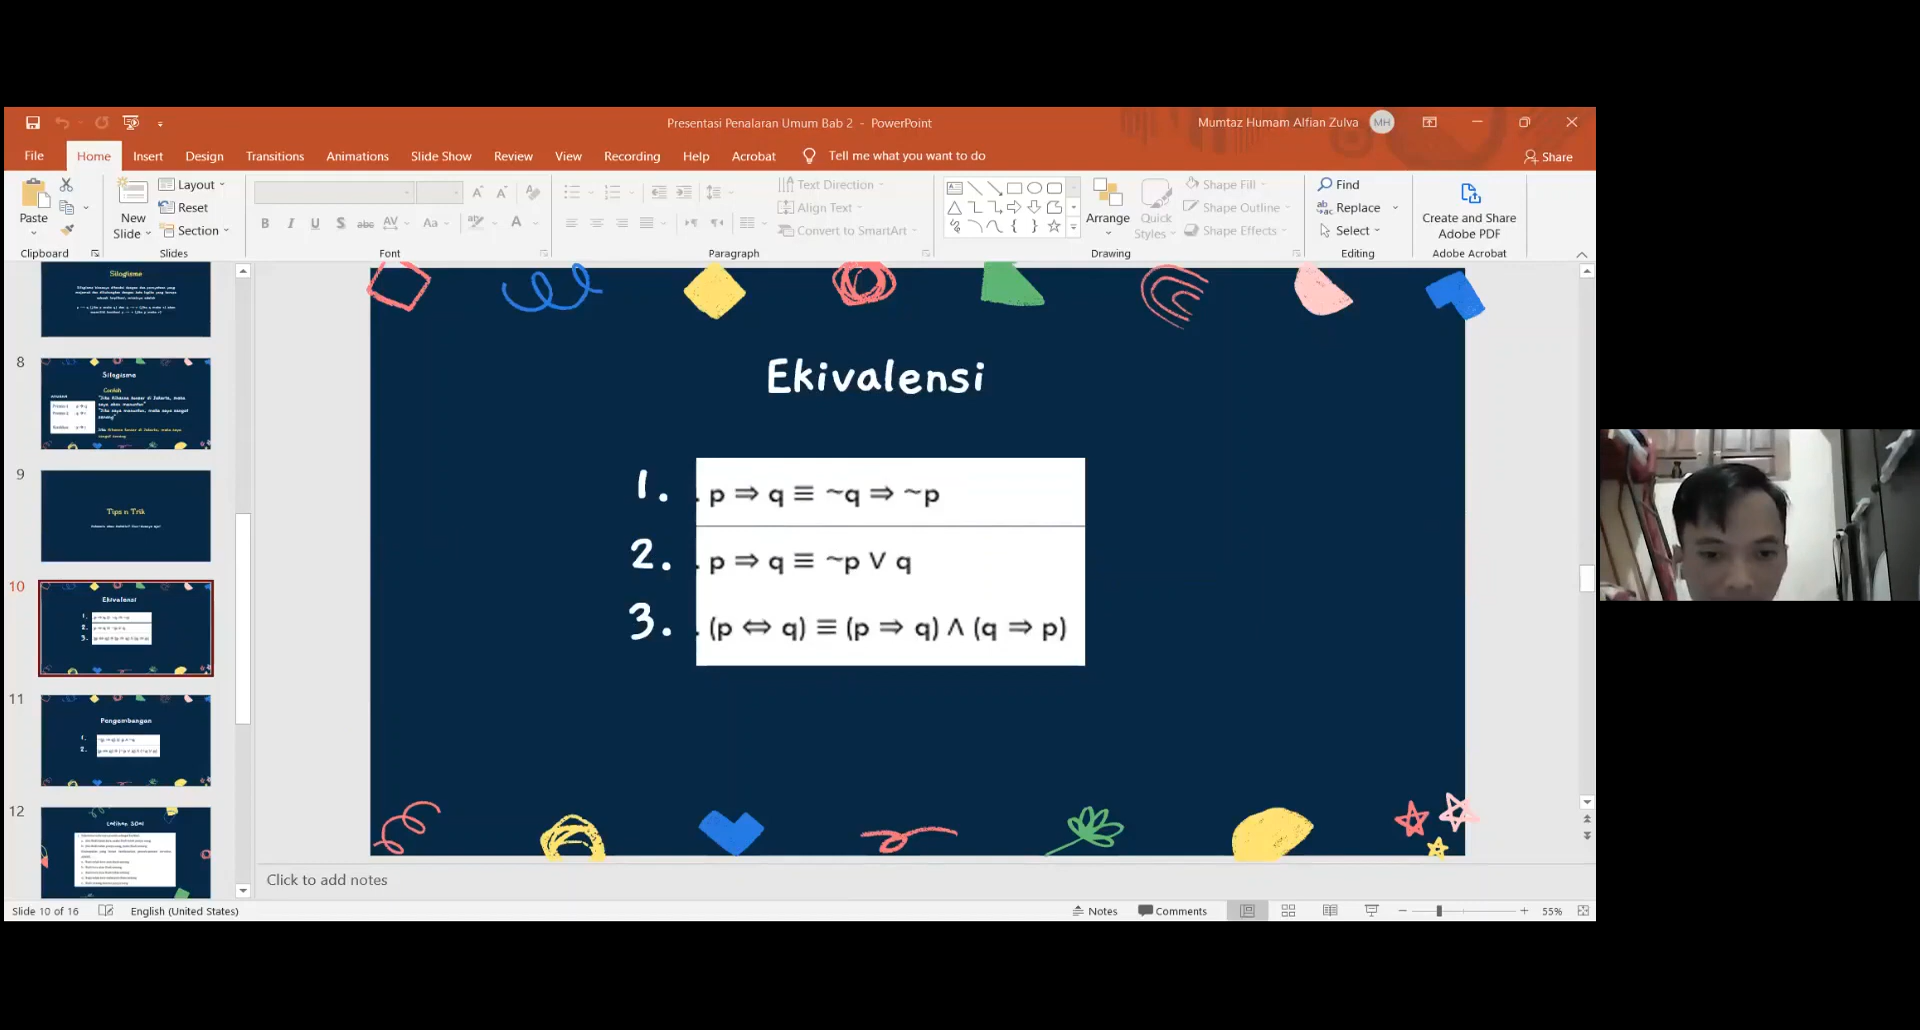 Presentasi Penalaran Umum Bab 2 - PowerPoint
Mumtaz Humam Alfian Zulva
MH
File Home Insert Design Transitions Animations Slide Show Review View Recording Help Acrobat Tell me what you want to do
Share
Paste
New Slide
Layout
Reset
Section
Text Direction
Align Text
Convert to SmartArt
Arrange
Quick Styles
Shape Fill
Shape Outline
Shape Effects
Find
Replace
Select
Create and Share Adobe PDF
Clipboard Slides Font Paragraph Drawing Editing Adobe Acrobat
Silogisme
8
Silogisme
Contoh
9
Tips n Trik
10
Ekivalensi
11
Pengembangan
12
Latihan SOal
Ekivalensi
1. p ⇒ q ≡ ~q ⇒ ~p
2. p ⇒ q ≡ ~p ∨ q
3. (p ⇔ q) ≡ (p ⇒ q) ∧ (q ⇒ p)
Click to add notes
Slide 10 of 16 English (United States) Notes Comments 55%